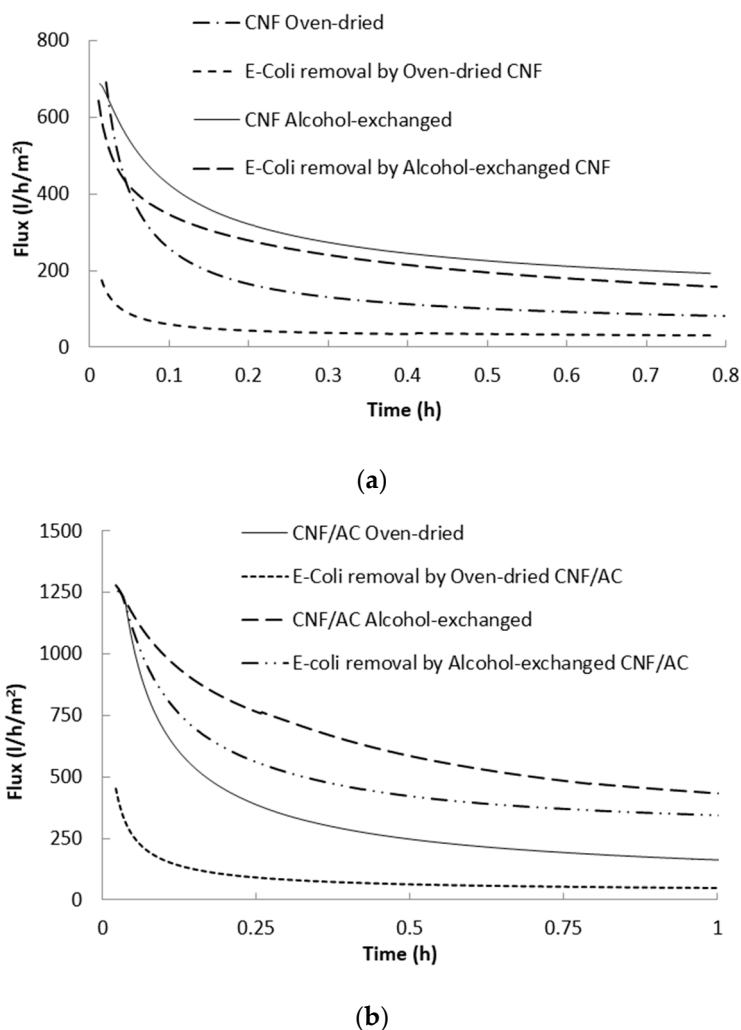 CNF Oven-dried
E-Coli removal by Oven-dried CNF
CNF Alcohol-exchanged
E-Coli removal by Alcohol-exchanged CNF
800
600
400
200
0
Flux (l/h/m²)
0 0.1 0.2 0.3 0.4 0.5 0.6 0.7 0.8
Time (h)
(a)
CNF/AC Oven-dried
E-Coli removal by Oven-dried CNF/AC
CNF/AC Alcohol-exchanged
E-coli removal by Alcohol-exchanged CNF/AC
1500
1250
1000
750
500
250
0
Flux (l/h/m²)
0 0.25 0.5 0.75 1
Time (h)
(b)